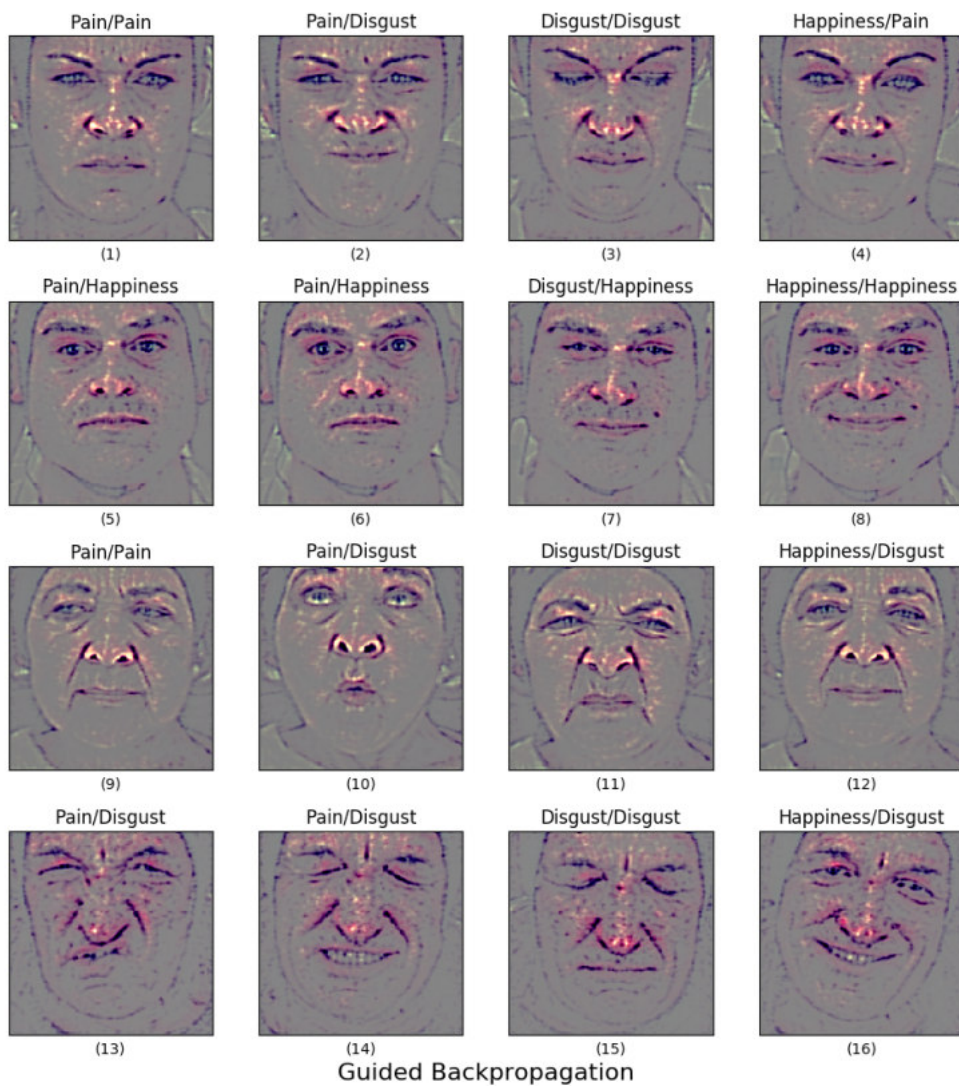 Pain/Pain Pain/Disgust Disgust/Disgust Happiness/Pain
(1) (2) (3) (4)
Pain/Happiness Pain/Happiness Disgust/Happiness Happiness/Happiness
(5) (6) (7) (8)
Pain/Pain Pain/Disgust Disgust/Disgust Happiness/Disgust
(9) (10) (11) (12)
Pain/Disgust Pain/Disgust Disgust/Disgust Happiness/Disgust
(13) (14) (15) (16)
Guided Backpropagation